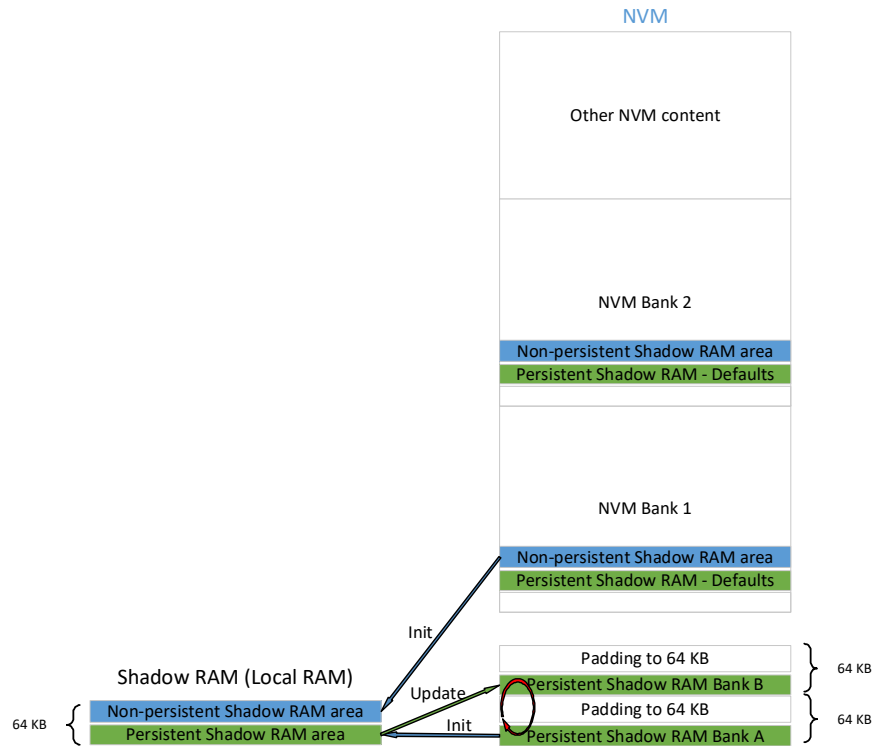 NVM
Other NVM content
NVM Bank 2
Non-persistent Shadow RAM area
Persistent Shadow RAM - Defaults
NVM Bank 1
Non-persistent Shadow RAM area
Persistent Shadow RAM - Defaults
Init
Padding to 64 KB
64 KB
Shadow RAM (Local RAM)
Update
Persistent Shadow RAM Bank B
Non-persistent Shadow RAM area
Padding to 64 KB
64 KB
64 KB
Init
Persistent Shadow RAM area
Persistent Shadow RAM Bank A